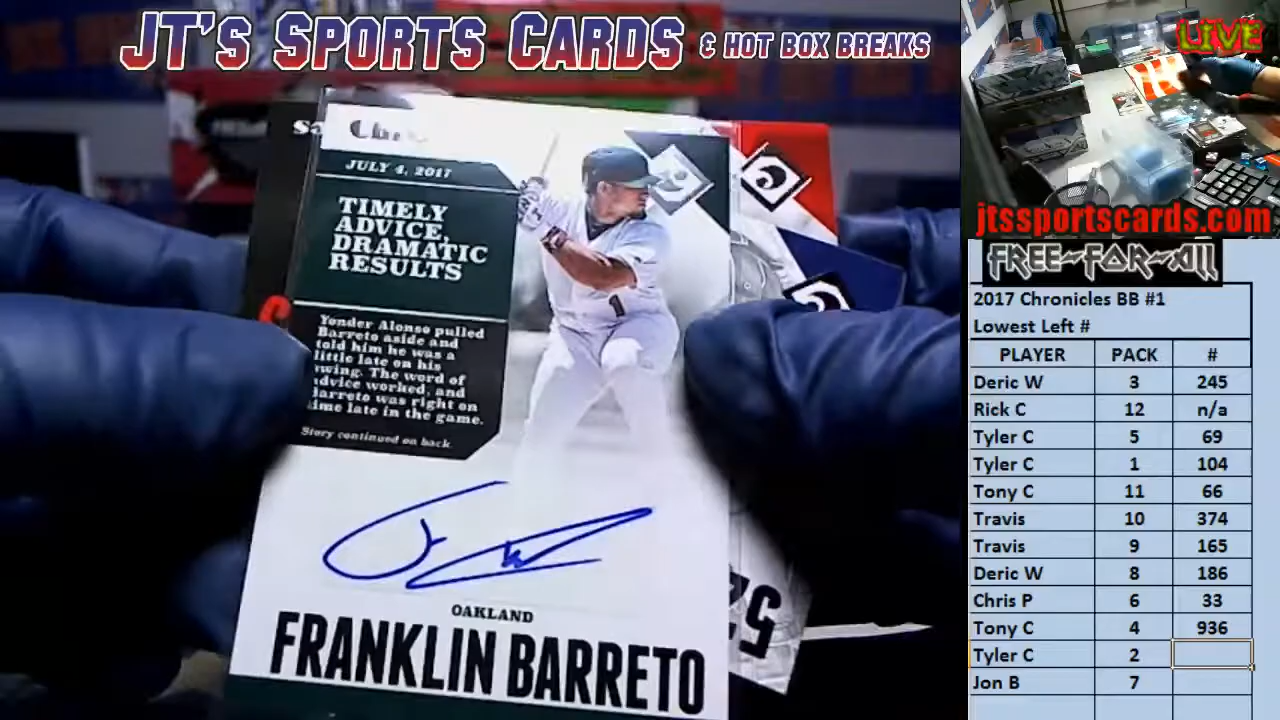 JT's Sports Cards & Hot Box Breaks
LIVE
jtssportscards.com
FREE-FOR-ALL
JULY 4, 2017
TIMELY
ADVICE,
DRAMATIC
RESULTS
Yonder Alonso pulled
Barreto aside and
told him he was a
little late on his
swing. The word of
advice worked, and
Barreto was right on
time late in the game.
Story continued on back.
1
OAKLAND
FRANKLIN BARRETO
2017 Chronicles BB #1
Lowest Left #
PLAYER PACK #
Deric W 3 245
Rick C 12 n/a
Tyler C 5 69
Tyler C 1 104
Tony C 11 66
Travis 10 374
Travis 9 165
Deric W 8 186
Chris P 6 33
Tony C 4 936
Tyler C 2
Jon B 7